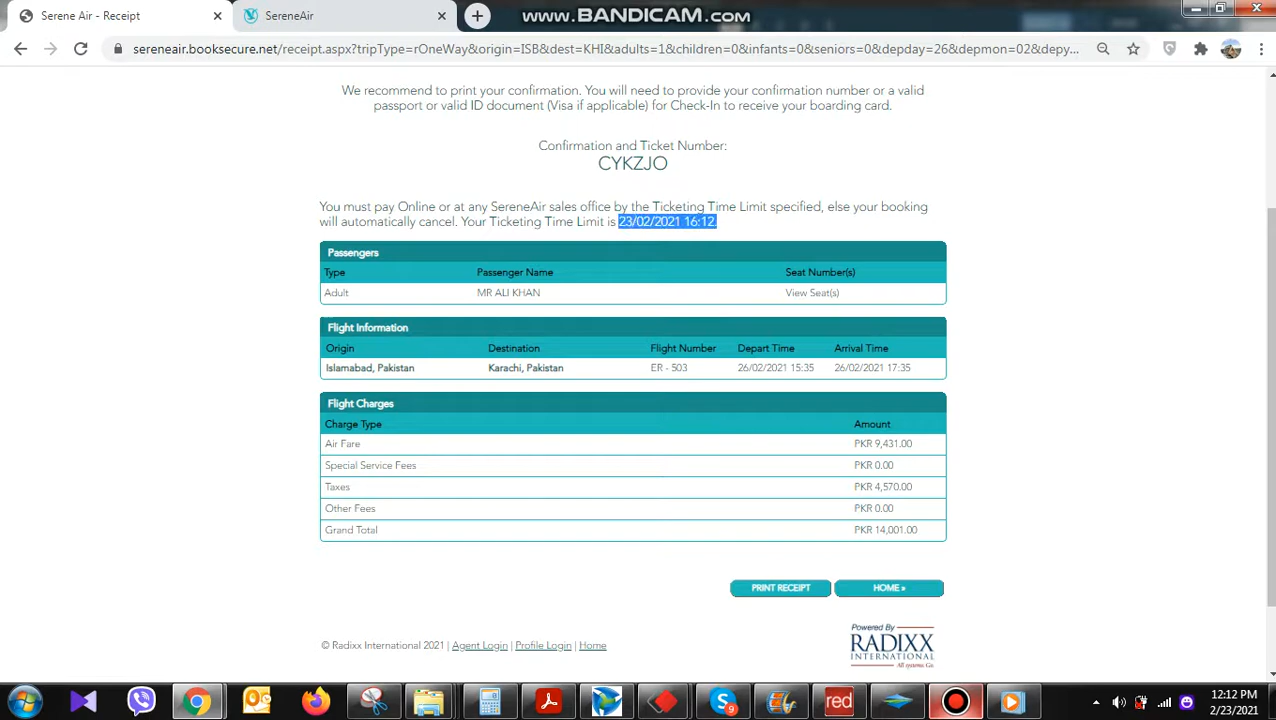 Serene Air - Receipt
SereneAir
www.BANDICAM.com
sereneair.booksecure.net/receipt.aspx?tripType=rOneWay&origin=ISB&dest=KHI&adults=1&children=0&infants=0&seniors=0&depday=26&depmon=02&depy...
We recommend to print your confirmation. You will need to provide your confirmation number or a valid
passport or valid ID document (Visa if applicable) for Check-In to receive your boarding card.
Confirmation and Ticket Number:
CYKZJO
You must pay Online or at any SereneAir sales office by the Ticketing Time Limit specified, else your booking
will automatically cancel. Your Ticketing Time Limit is 23/02/2021 16:12.
Passengers
Type Passenger Name Seat Number(s)
Adult MR ALI KHAN View Seat(s)
Flight Information
Origin Destination Flight Number Depart Time Arrival Time
Islamabad, Pakistan Karachi, Pakistan ER - 503 26/02/2021 15:35 26/02/2021 17:35
Flight Charges
Charge Type Amount
Air Fare PKR 9,431.00
Special Service Fees PKR 0.00
Taxes PKR 4,570.00
Other Fees PKR 0.00
Grand Total PKR 14,001.00
PRINT RECEIPT HOME »
Powered By
RADIXX
INTERNATIONAL
All systems Go.
© Radixx International 2021 | Agent Login | Profile Login | Home
red
9
12:12 PM
2/23/2021